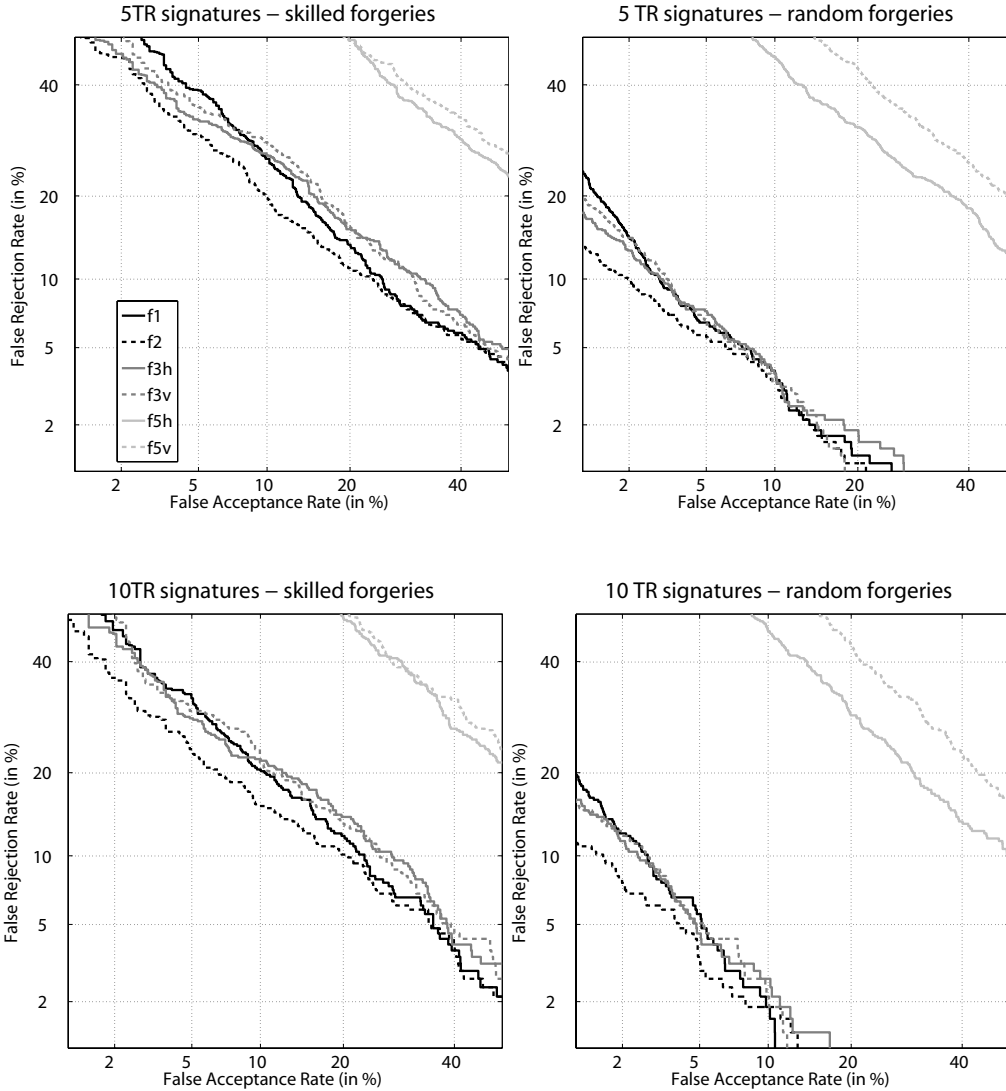 5TR signatures – skilled forgeries
False Rejection Rate (in %)
40
20
10
5
2
f1
f2
f3h
f3v
f5h
f5v
2 5 10 20 40
False Acceptance Rate (in %)
5 TR signatures – random forgeries
False Rejection Rate (in %)
40
20
10
5
2
2 5 10 20 40
False Acceptance Rate (in %)
10TR signatures – skilled forgeries
False Rejection Rate (in %)
40
20
10
5
2
2 5 10 20 40
False Acceptance Rate (in %)
10 TR signatures – random forgeries
False Rejection Rate (in %)
40
20
10
5
2
2 5 10 20 40
False Acceptance Rate (in %)